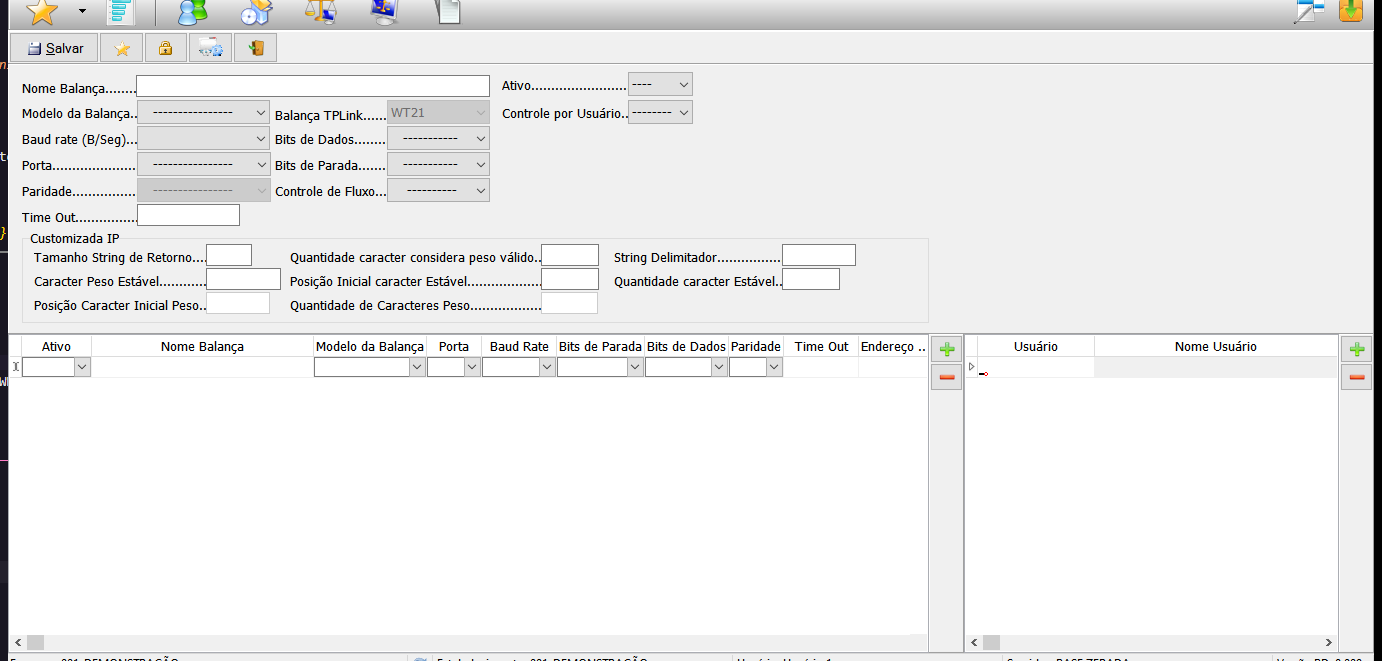 Salvar
Nome Balança........ Ativo........................ ----
Modelo da Balança.. ---------------- Balança TPLink...... WT21 Controle por Usuário.. --------
Baud rate (B/Seg)... Bits de Dados........ -----------
Porta..................... ---------------- Bits de Parada....... -----------
Paridade................ ---------------- Controle de Fluxo... ----------
Time Out...............
Customizada IP
Tamanho String de Retorno.... Quantidade caracter considera peso válido.. String Delimitador................
Caracter Peso Estável............ Posição Inicial caracter Estável................... Quantidade caracter Estável..
Posição Caracter Inicial Peso.. Quantidade de Caracteres Peso..................
Ativo Nome Balança Modelo da Balança Porta Baud Rate Bits de Parada Bits de Dados Paridade Time Out Endereço .. Usuário Nome Usuário